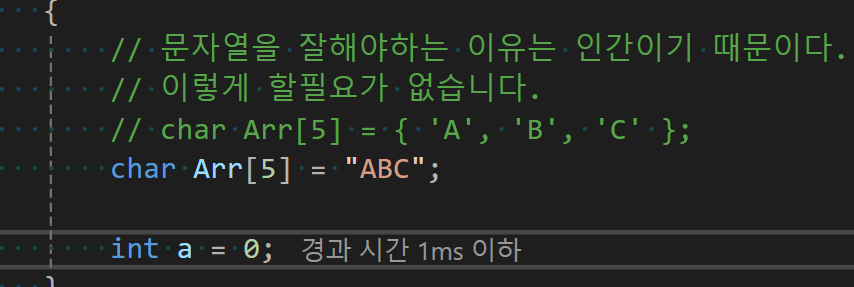 {
// 문자열을 잘해야하는 이유는 인간이기 때문이다.
// 이렇게 할필요가 없습니다.
// char Arr[5] = { 'A', 'B', 'C' };
char Arr[5] = "ABC";
int a = 0; 경과 시간 1ms 이하
}